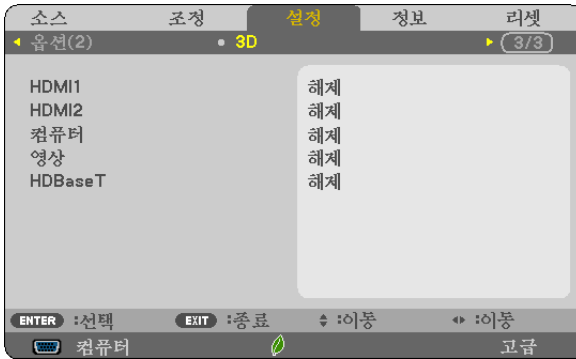 소스 조정 설정 정보 리셋
옵션(2) 3D 3/3
HDMI1 해제
HDMI2 해제
컴퓨터 해제
영상 해제
HDBaseT 해제
ENTER :선택 EXIT :종료 :이동 :이동
컴퓨터 고급